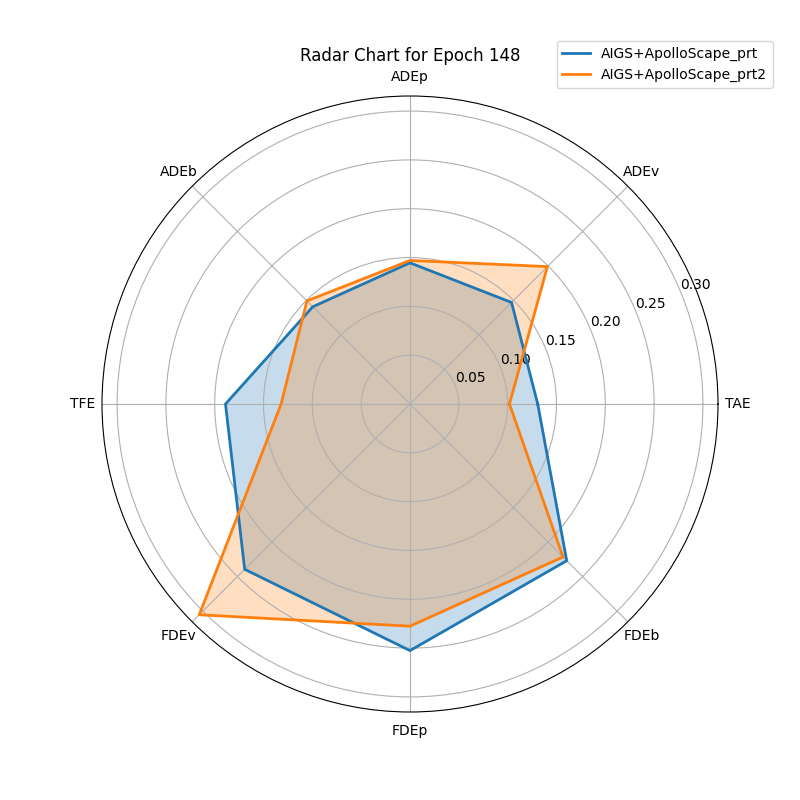 Radar Chart for Epoch 148
AIGS+ApolloScape_prt
AIGS+ApolloScape_prt2
ADEp
ADEb
ADEv
0.30
0.25
0.20
0.15
0.10
0.05
TFE
TAE
FDEv
FDEb
FDEp